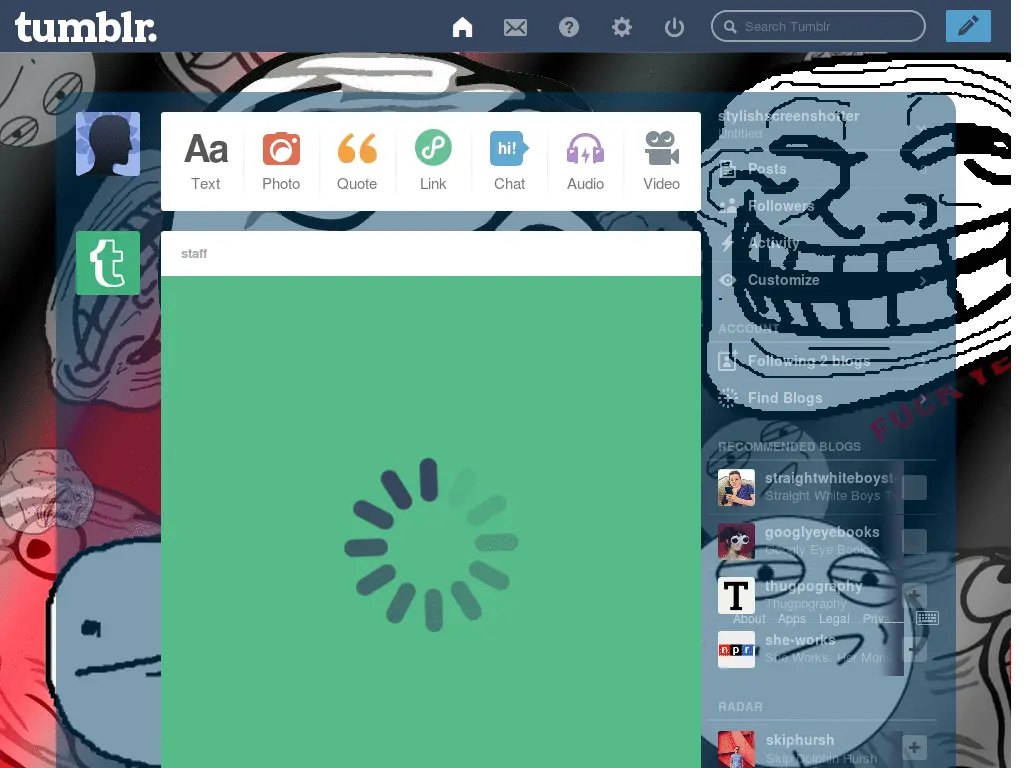 tumblr.
Search Tumblr
Aa
Text
Photo
Quote
Link
hi!
Chat
Audio
Video
staff
stylishscreenshotter
Untitled
Posts
Followers
Activity
Customize
ACCOUNT
Following 2 blogs
Find Blogs
FUCK YE
RECOMMENDED BLOGS
straightwhiteboyst
Straight White Boys T
googlyeyebooks
Googly Eye Books
thugpography
Thugpography
About Apps Legal Priv
T
she-works
She Works: Her Mone
npr
RADAR
skiphursh
Skip Dolphin Hursh